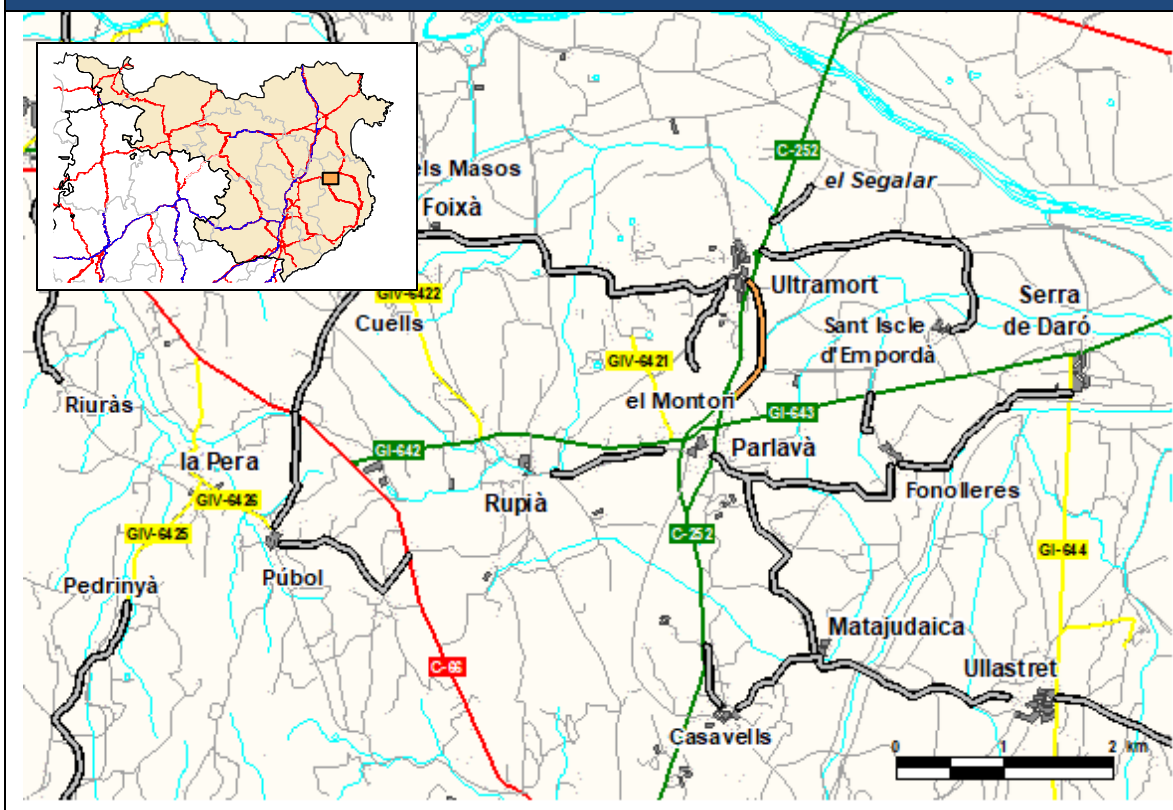 C-252
els Masos
el Segalar
Foixà
Ultramort
GIV-6422
Serra
de Daró
Cuells
Sant Iscle
d'Empordà
GIV-6421
Riuràs
el Monton
GI-643
la Pera
GI-642
Parlavà
GIV-6426
Rupià
Fonolleres
GIV-6425
C-252
GI-644
Púbol
Pedrinyà
Matajudaica
C-66
Ullastret
Casavells
0 1 2 km